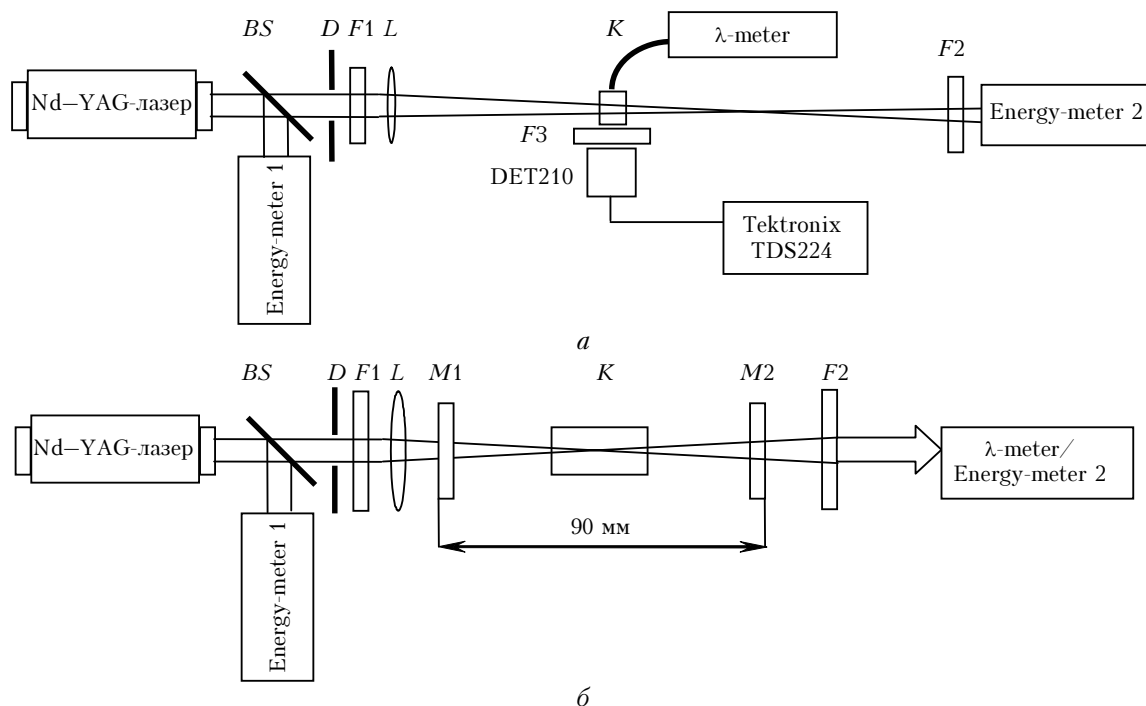 BS D F1 L K λ-meter F2
Nd–YAG-лазер
Energy-meter 2
F3
DET210
Energy-meter 1
Tektronix
TDS224
а
BS D F1 L M1 K M2 F2
Nd–YAG-лазер
λ-meter/
Energy-meter 2
90 мм
Energy-meter 1
б